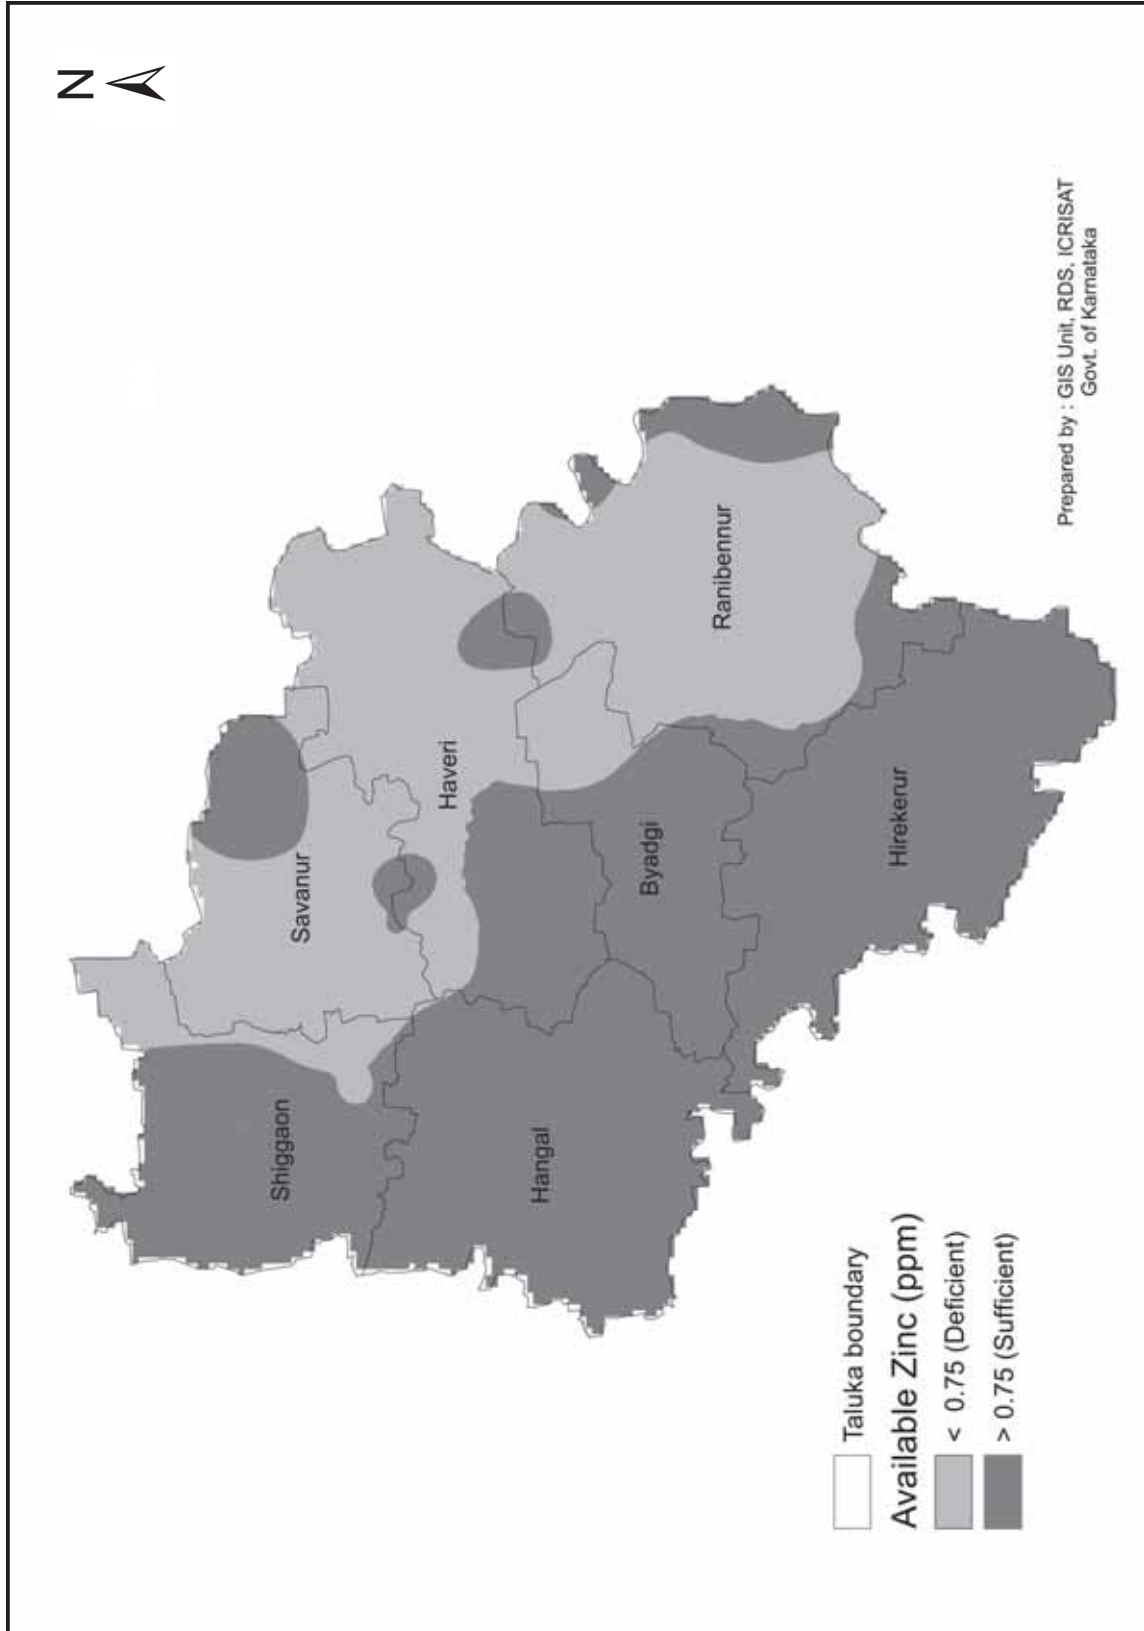 N
Savanur
Shiggaon
Haveri
Ranibennur
Hangal
Byadgi
Hirekerur
Taluka boundary
Available Zinc (ppm)
< 0.75 (Deficient)
> 0.75 (Sufficient)
Prepared by : GIS Unit, RDS, ICRISAT
Govt. of Karnataka